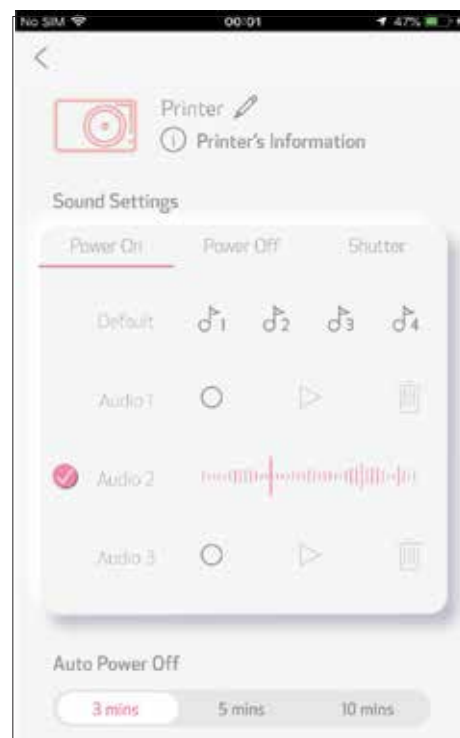 No SIM 00:01 47%
Printer
Printer's Information
Sound Settings
Power On Power Off Shutter
Default 1 2 3 4
Audio 1
Audio 2
Audio 3
Auto Power Off
3 mins 5 mins 10 mins